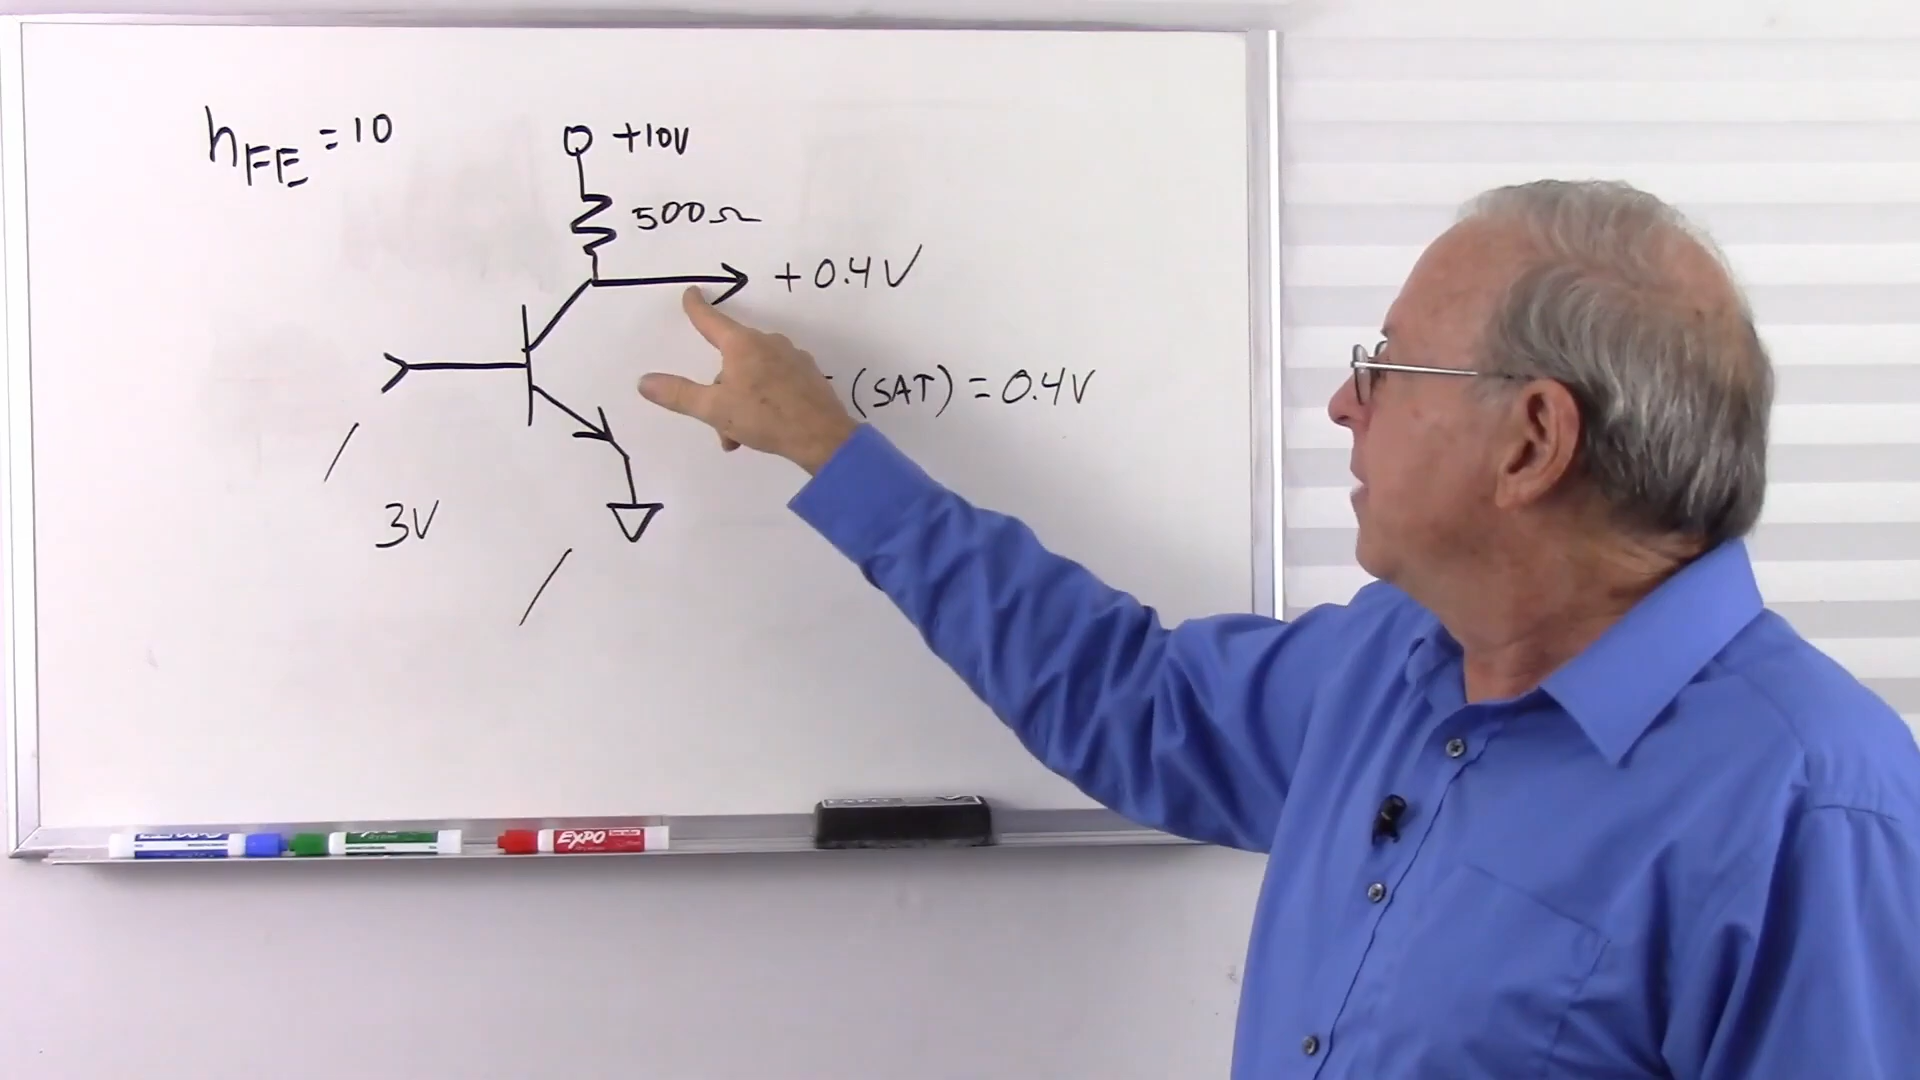 hFE = 10
+10V
500Ω
+0.4V
(SAT) = 0.4V
3V
EXPO